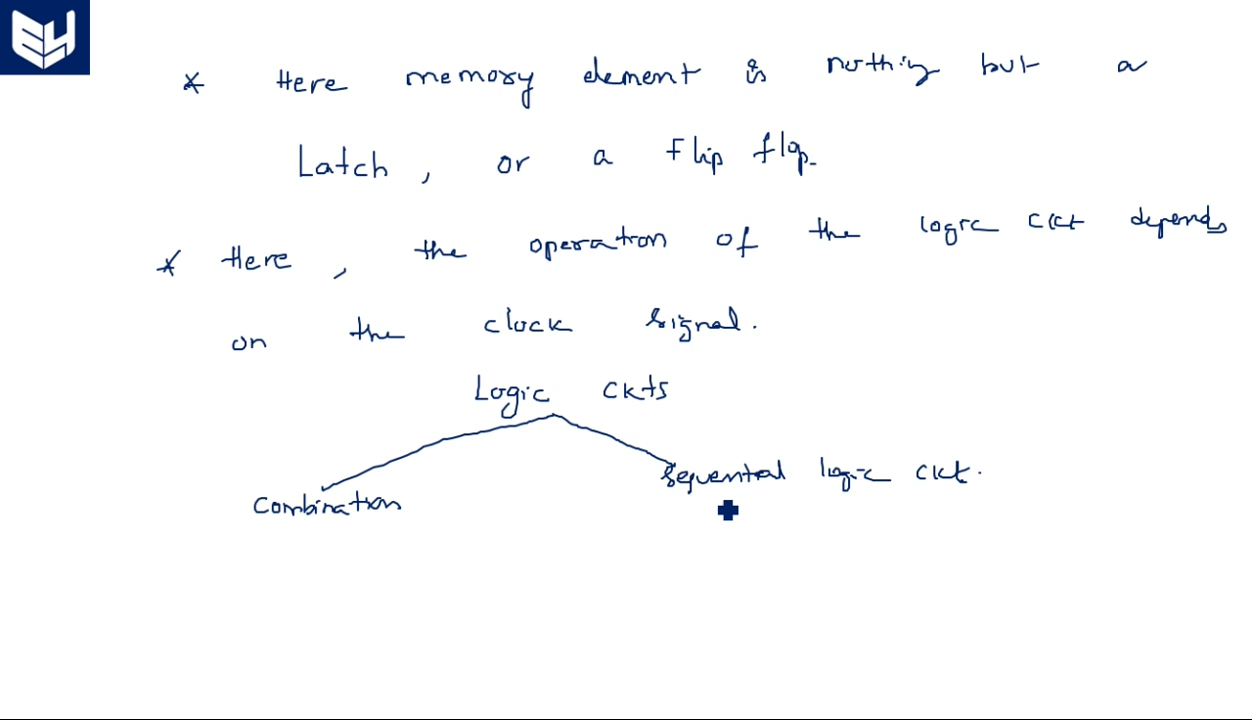 * Here memory element is nothing but a
Latch, or a Flip flop.
* Here, the operation of the logic ckt depends
on the clock signal.
Logic ckts
Combination
Sequental logic ckt.